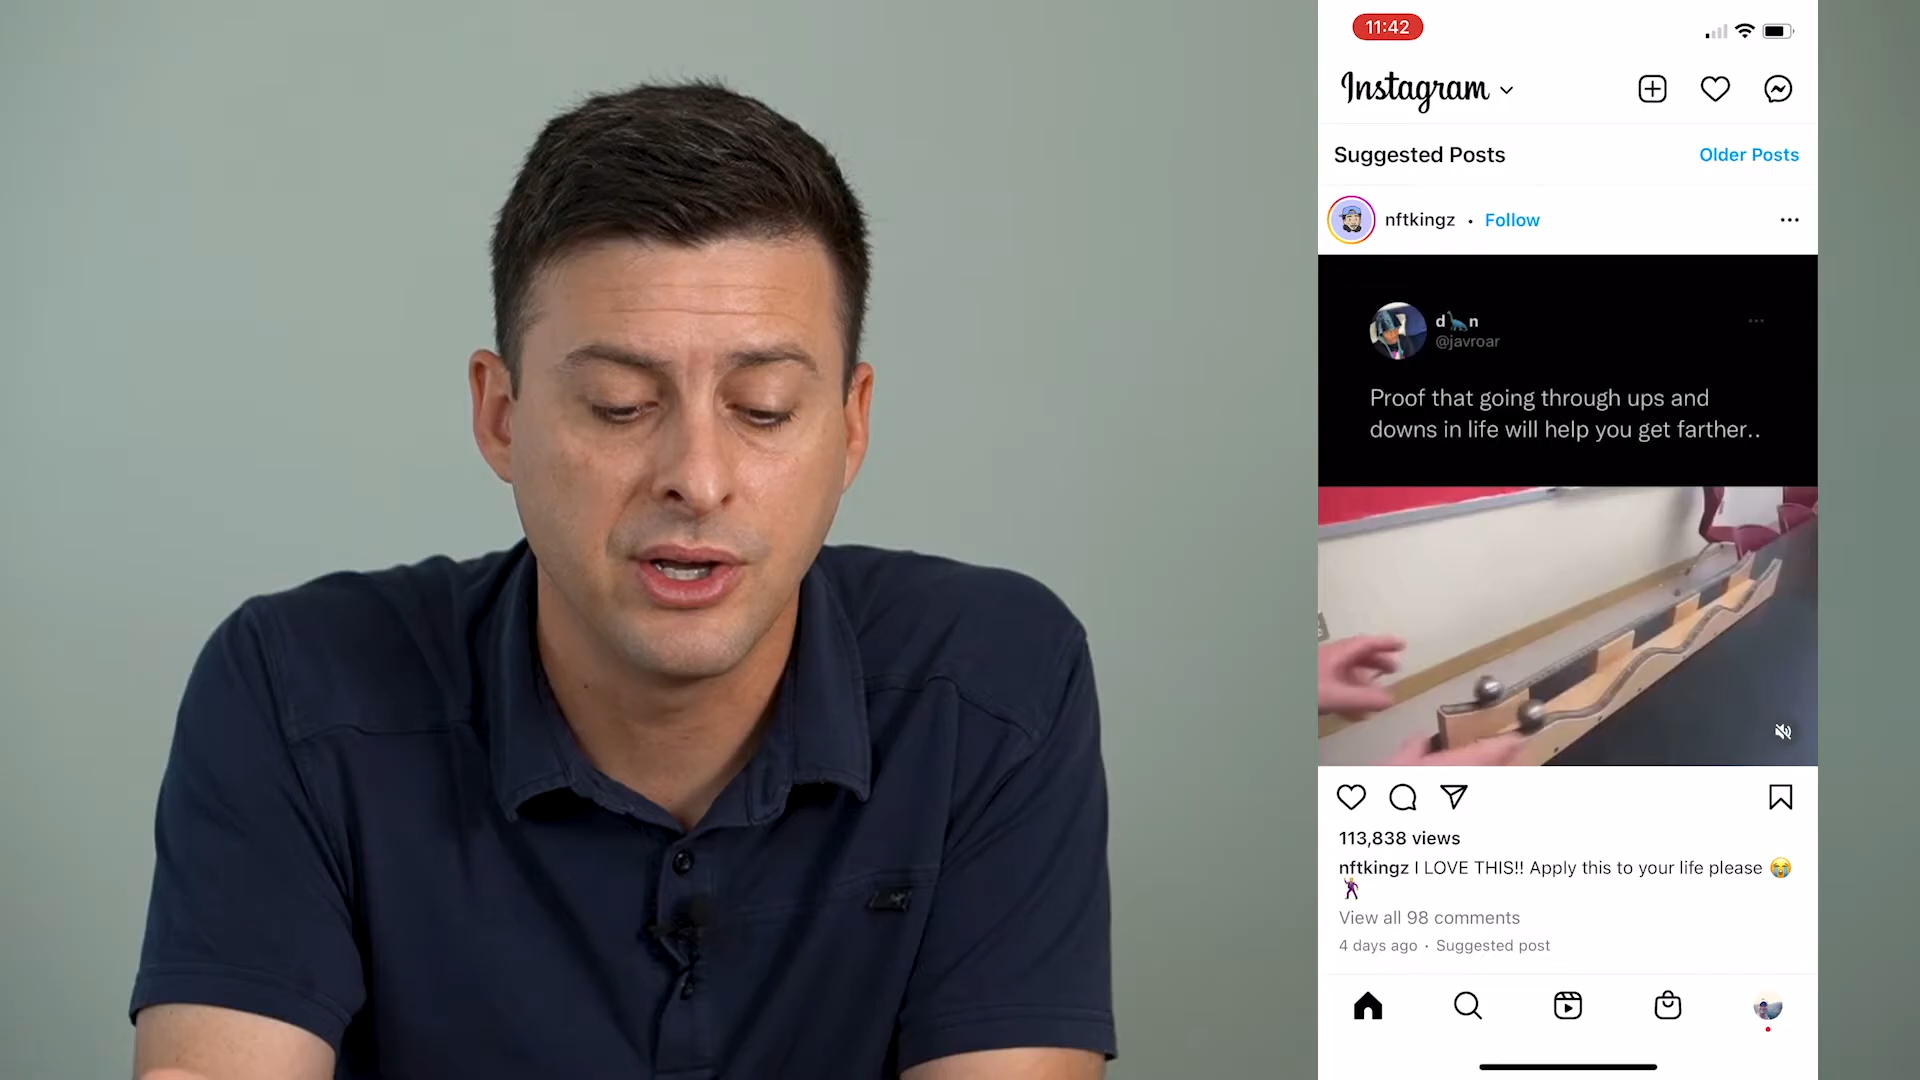 11:42
Instagram
Suggested Posts
Older Posts
nftkingz • Follow
d🦕n
@javroar
Proof that going through ups and
downs in life will help you get farther..
113,838 views
nftkingz I LOVE THIS!! Apply this to your life please 😭
🕺
View all 98 comments
4 days ago · Suggested post